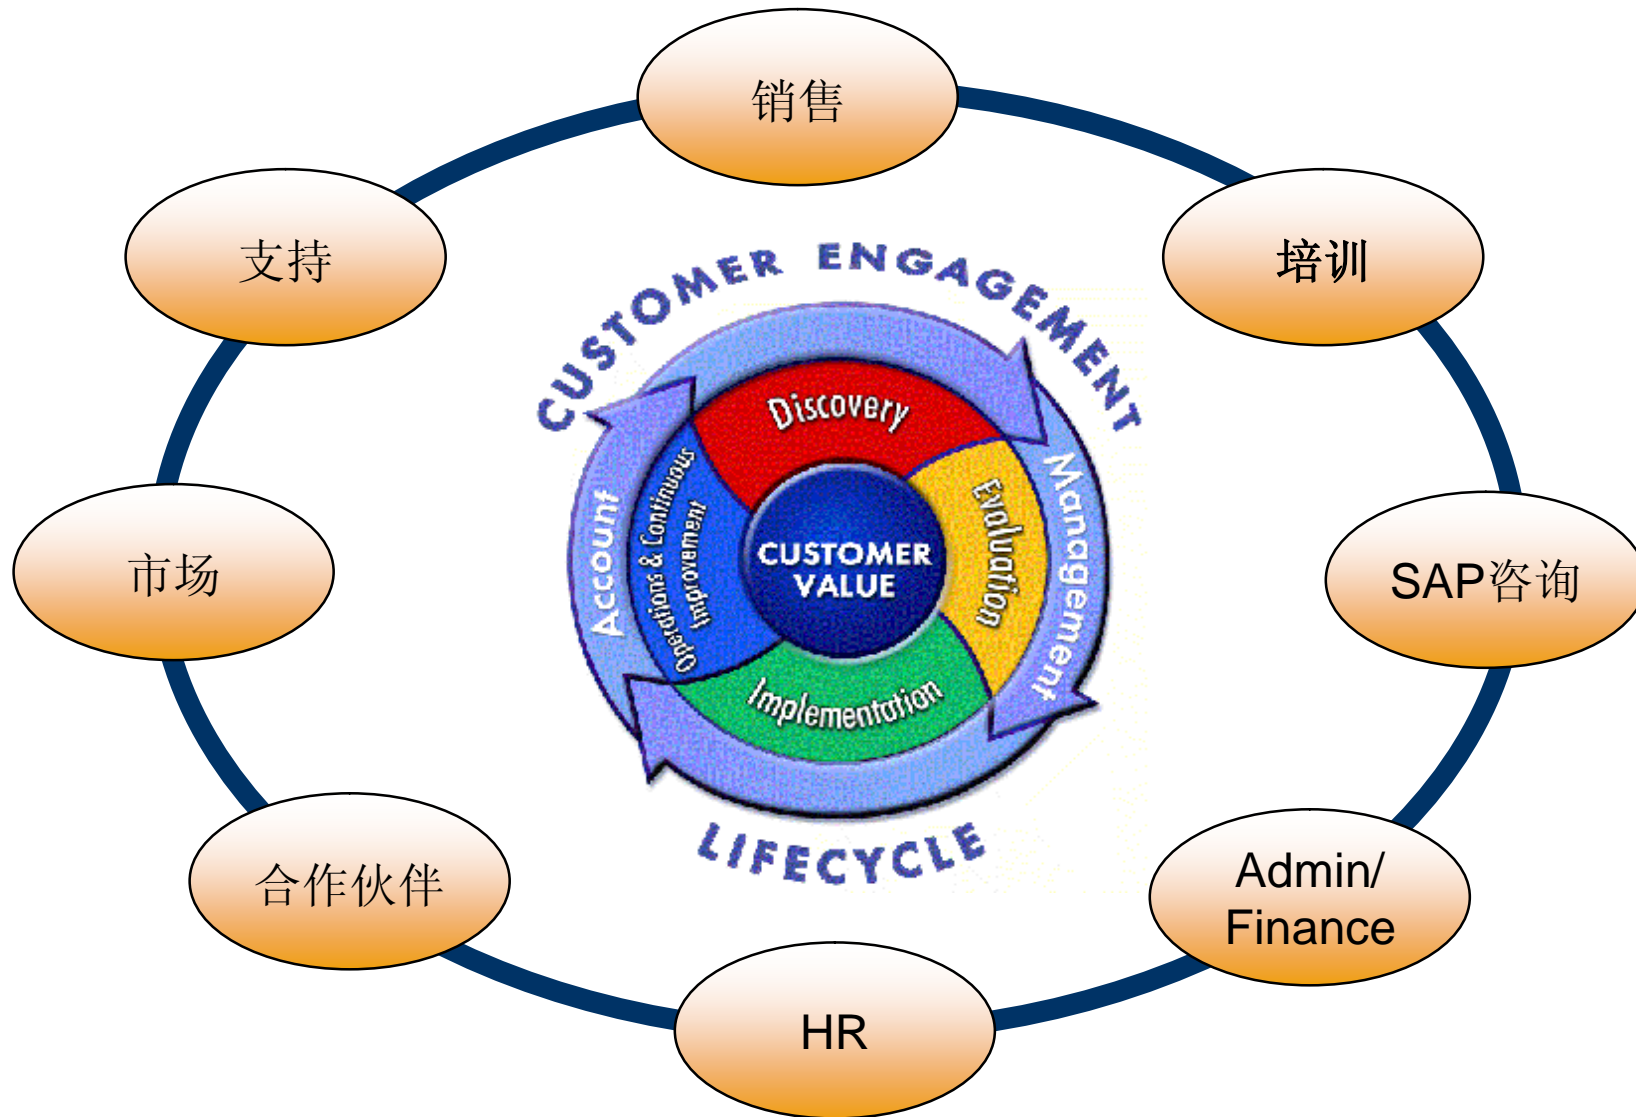 销售
支持
培训
CUSTOMER ENGAGEMENT
Discovery
Account
Management
Operations & Continuous
Improvement
Evaluation
CUSTOMER
VALUE
市场
SAP咨询
Implementation
LIFECYCLE
合作伙伴
Admin/
Finance
HR